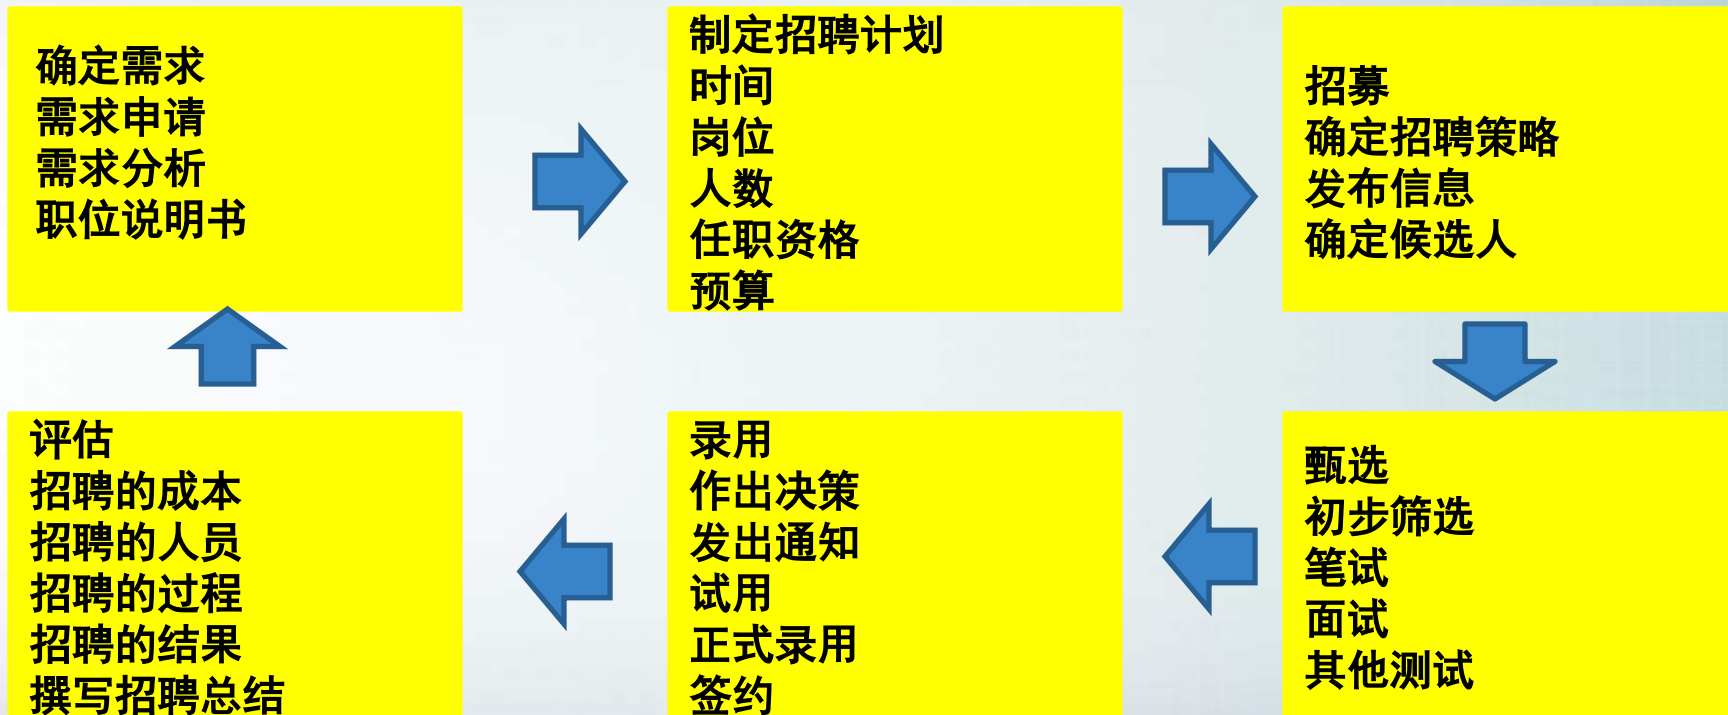 确定需求
需求申请
需求分析
职位说明书
制定招聘计划
时间
岗位
人数
任职资格
预算
招募
确定招聘策略
发布信息
确定候选人
甄选
初步筛选
笔试
面试
其他测试
录用
作出决策
发出通知
试用
正式录用
签约
评估
招聘的成本
招聘的人员
招聘的过程
招聘的结果
撰写招聘总结